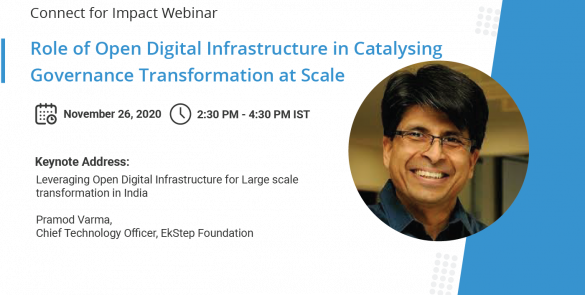 Connect for Impact Webinar
Role of Open Digital Infrastructure in Catalysing
Governance Transformation at Scale
November 26, 2020 2:30 PM - 4:30 PM IST
Keynote Address:
Leveraging Open Digital Infrastructure for Large scale
transformation in India
Pramod Varma,
Chief Technology Officer, EkStep Foundation